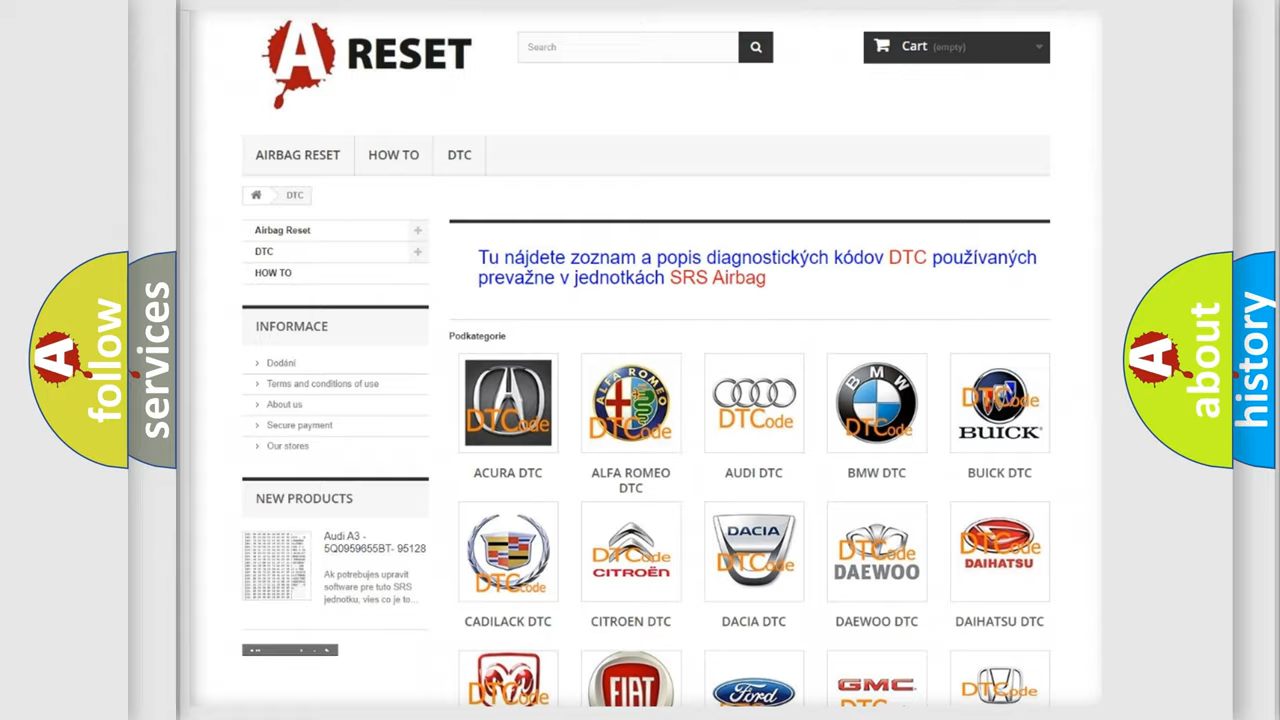 A RESET
Search
Cart (empty)
AIRBAG RESET
HOW TO
DTC
DTC
Airbag Reset
DTC
HOW TO
INFORMACE
Dodání
Terms and conditions of use
About us
Secure payment
Our stores
NEW PRODUCTS
Audi A3 -
5Q0959655BT- 95128
Ak potrebujes upravit
software pre tuto SRS
jednotku, vies co je to...
Tu nájdete zoznam a popis diagnostických kódov DTC používaných
prevažne v jednotkách SRS Airbag
Podkategorie
DTCode
ALFA ROMEO
DTCode
DTCode
BMW
DTCode
DTCode
BUICK
ACURA DTC
ALFA ROMEO
DTC
AUDI DTC
BMW DTC
BUICK DTC
DTCode
DTCode
CITROËN
DACIA
DTCode
DTCode
DAEWOO
DTCode
DAIHATSU
CADILACK DTC
CITROEN DTC
DACIA DTC
DAEWOO DTC
DAIHATSU DTC
DTCode
FIAT
Ford
DTCode
GMC
DTCode
A follow
services
A about
history